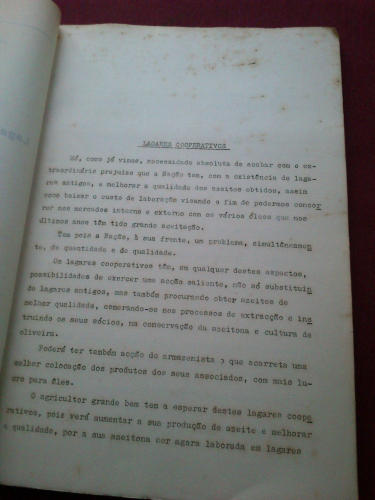 LAGARES COOPERATIVOS
Há, como já vimos, necessidade absoluta de acabar com o ex-
traordinário prejuizo que a Nação tem, com a existência de laga-
res antigos, e melhorar a qualidade dos azeites obtidos, assim
como baixar o custo de laboração visando o fim de podermos concor
rer nos mercados interno e externo com os vários óleos que nos
últimos anos têm tido grande aceitação.
Tem pois a Nação, à sua frente, um problema, simultâneamen
te, de quantidade e de qualidade.
Os lagares cooperativos têm, em qualquer destes aspectos,
possibilidades de exercer uma acção saliente, não só substituin
do lagares antigos, mas também procurando obter azeites de
melhor qualidade, esmerando-se nos processos de extracção e ins
truindo os seus sócios, na conservação da azeitona e cultura de
oliveira.
Poderá ter também acção de armazenista o que acarreta uma
melhor colocação dos produtos dos seus associados, com mais lu-
cro para êles.
O agricultor grande bem tem a esperar destes lagares coope
rativos, pois verá aumentar a sua produção de azeite e melhorar
a qualidade, por a sua azeitona ser agora laborada em lagares